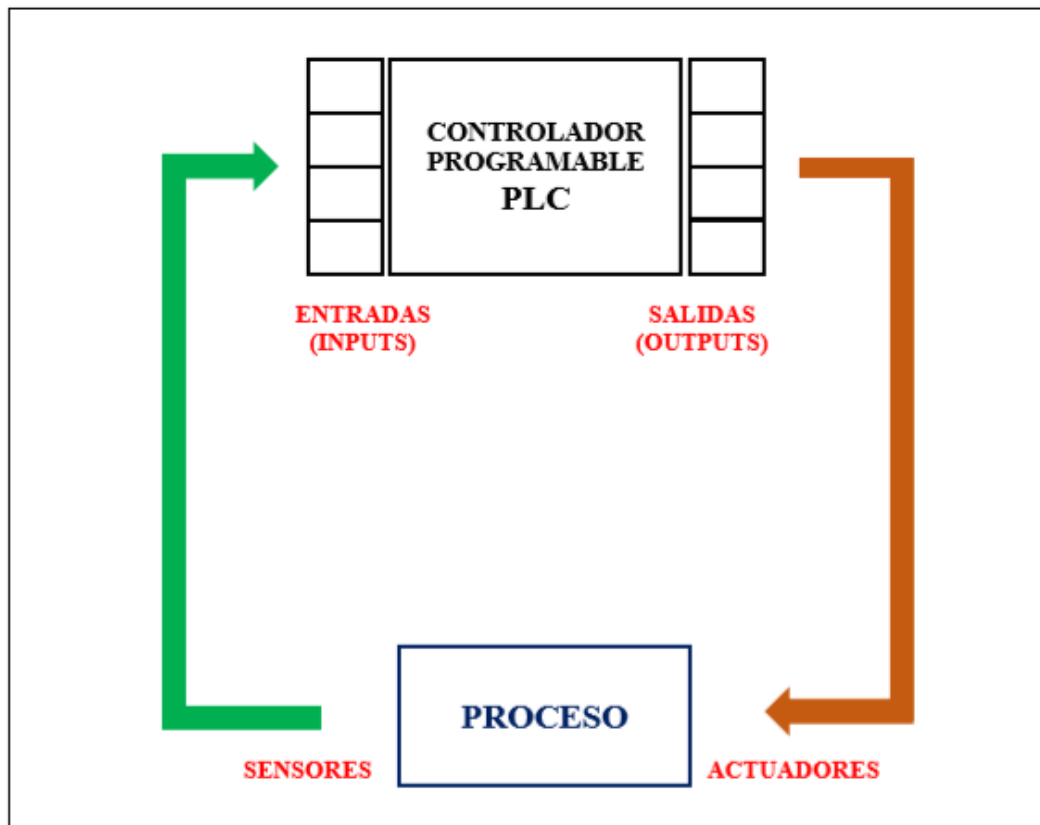 CONTROLADOR
PROGRAMABLE
PLC
ENTRADAS
(INPUTS)
SALIDAS
(OUTPUTS)
PROCESO
SENSORES
ACTUADORES